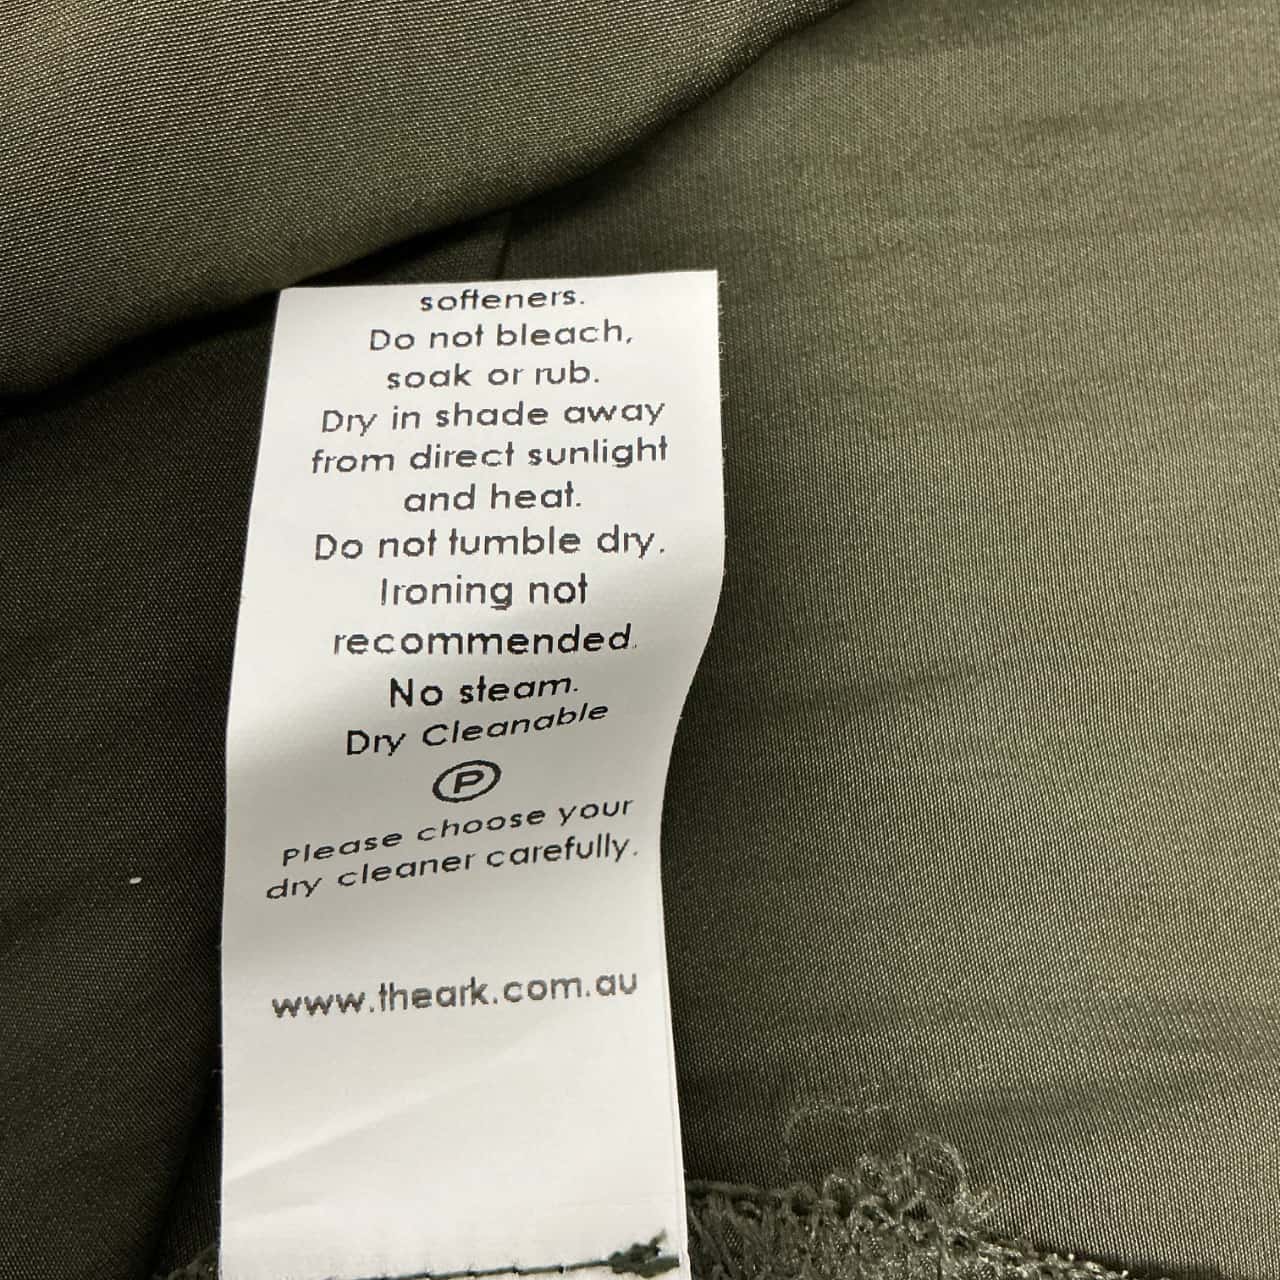 softeners.
Do not bleach,
soak or rub.
Dry in shade away
from direct sunlight
and heat.
Do not tumble dry.
Ironing not
recommended.
No steam.
Dry Cleanable
P
Please choose your
dry cleaner carefully.
www.theark.com.au